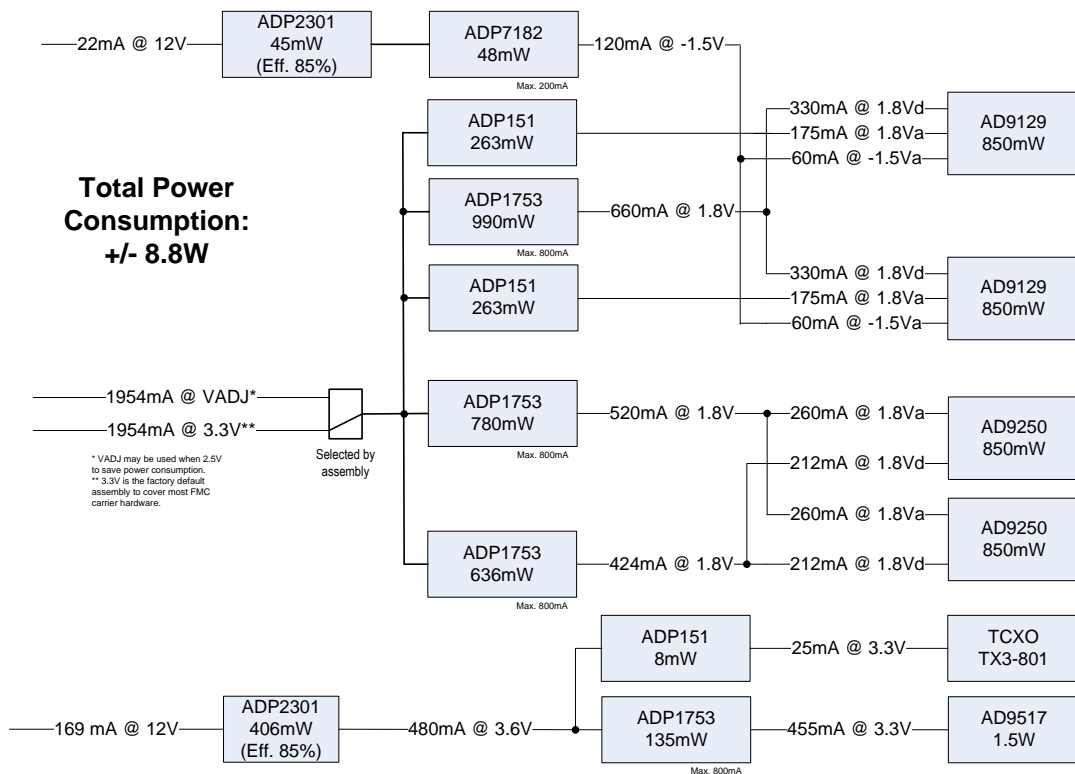 22mA @ 12V
ADP2301
45mW
(Eff. 85%)
ADP7182
48mW
Max. 200mA
120mA @ -1.5V
ADP151
263mW
330mA @ 1.8Vd
175mA @ 1.8Va
60mA @ -1.5Va
AD9129
850mW
Total Power
Consumption:
+/- 8.8W
ADP1753
990mW
Max. 800mA
660mA @ 1.8V
ADP151
263mW
330mA @ 1.8Vd
175mA @ 1.8Va
60mA @ -1.5Va
AD9129
850mW
1954mA @ VADJ*
1954mA @ 3.3V**
Selected by
assembly
* VADJ may be used when 2.5V
to save power consumption.
** 3.3V is the factory default
assembly to cover most FMC
carrier hardware.
ADP1753
780mW
Max. 800mA
520mA @ 1.8V
260mA @ 1.8Va
212mA @ 1.8Vd
AD9250
850mW
ADP1753
636mW
Max. 800mA
424mA @ 1.8V
260mA @ 1.8Va
212mA @ 1.8Vd
AD9250
850mW
169 mA @ 12V
ADP2301
406mW
(Eff. 85%)
480mA @ 3.6V
ADP151
8mW
25mA @ 3.3V
TCXO
TX3-801
ADP1753
135mW
Max. 800mA
455mA @ 3.3V
AD9517
1.5W